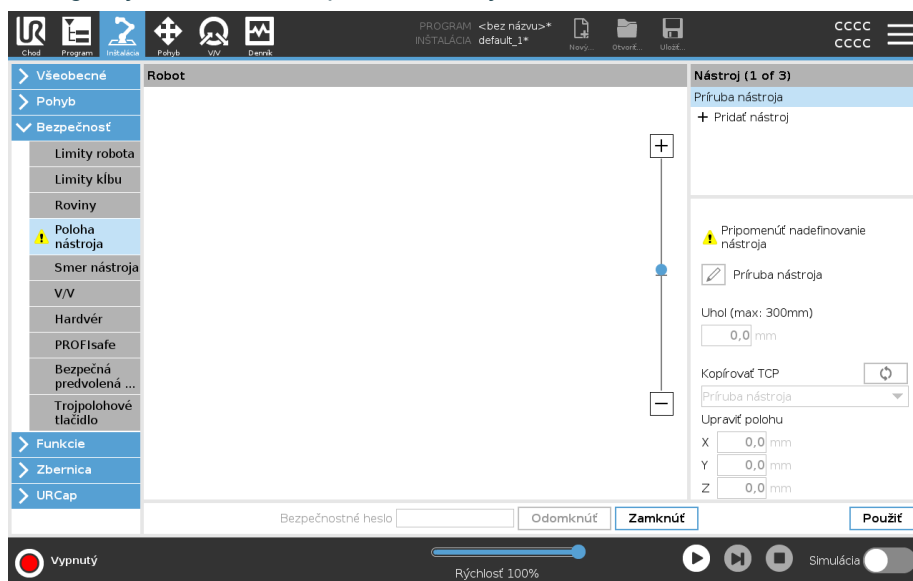 PROGRAM <bez názvu>*
INŠTALÁCIA default_1*
Chod
Program
Inštalácia
Pohyb
V/V
Denník
Nový...
Otvoriť...
Uložiť...
CCCC
CCCC
Všeobecné
Pohyb
Bezpečnosť
Limity robota
Limity kĺbu
Roviny
Poloha
nástroja
Smer nástroja
V/V
Hardvér
PROFIsafe
Bezpečná
predvolená ...
Trojpolohové
tlačidlo
Funkcie
Zbernica
URCap
Robot
Nástroj (1 of 3)
Príruba nástroja
+ Pridať nástroj
Pripomenúť nadefinovanie
nástroja
Príruba nástroja
Uhol (max: 300mm)
0,0 mm
Kopírovať TCP
Príruba nástroja
Upraviť polohu
X 0,0 mm
Y 0,0 mm
Z 0,0 mm
Bezpečnostné heslo
Odomknúť
Zamknúť
Použiť
Vypnutý
Rýchlosť 100%
Simulácia